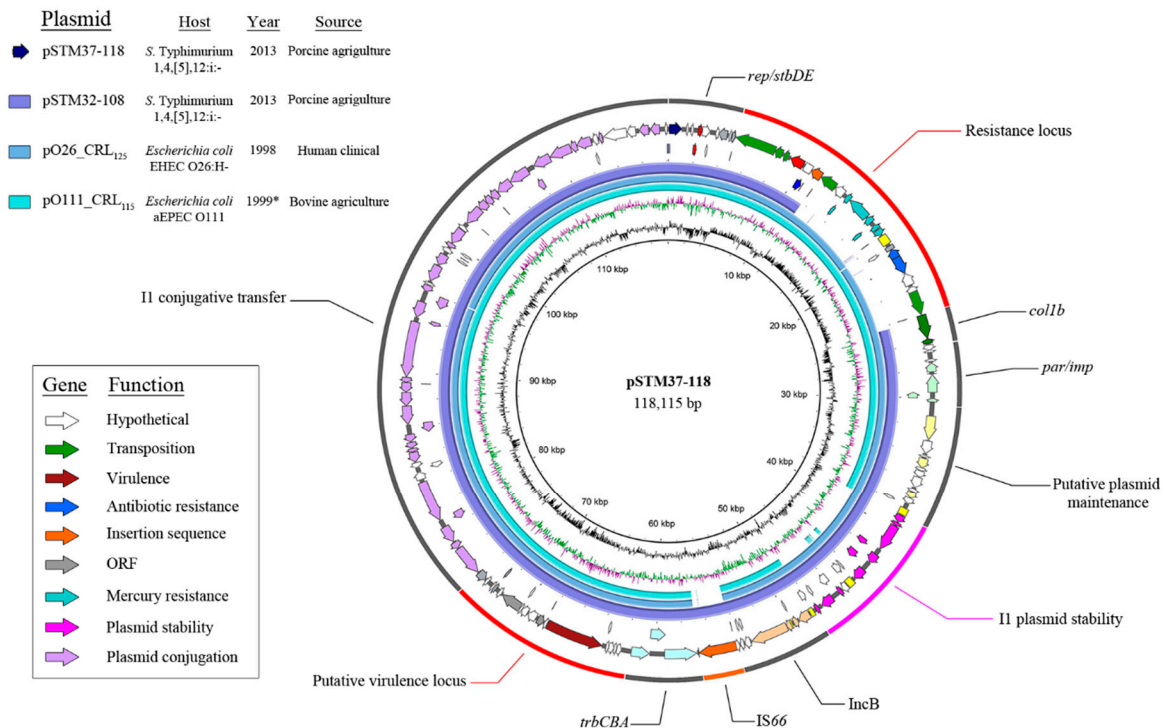 Plasmid Host Year Source
pSTM37-118 S. Typhimurium 2013 Porcine agriculture
1,4,[5],12:i:-
pSTM32-108 S. Typhimurium 2013 Porcine agrigulture
1,4,[5],12:i:-
pO26_CRL125 Escherichia coli 1998 Human clinical
EHEC O26:H-
pO111_CRL115 Escherichia coli 1999* Bovine agriculture
aEPEC O111
rep/stbDE
Resistance locus
col1b
par/imp
Putative plasmid
maintenance
I1 plasmid stability
IncB
IS66
trbCBA
Putative virulence locus
I1 conjugative transfer
pSTM37-118
118,115 bp
10 kbp
20 kbp
30 kbp
40 kbp
50 kbp
60 kbp
70 kbp
80 kbp
90 kbp
100 kbp
110 kbp
Gene Function
Hypothetical
Transposition
Virulence
Antibiotic resistance
Insertion sequence
ORF
Mercury resistance
Plasmid stability
Plasmid conjugation